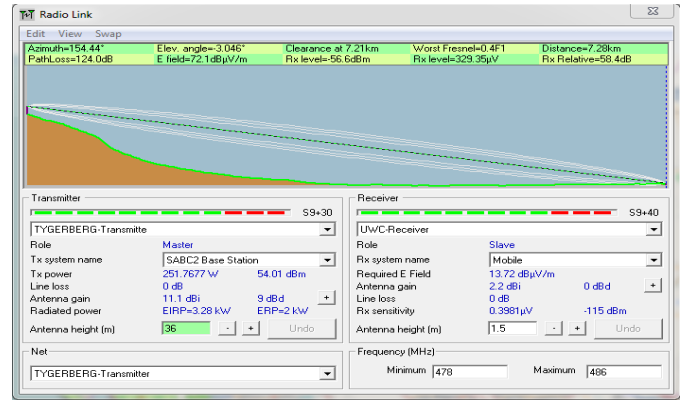 Radio Link
Edit View Swap
Azimuth=154.44° Elev. angle=-3.046° Clearance at 7.21km Worst Fresnel=0.4F1 Distance=7.28km
PathLoss=124.0dB E field=72.1dBµV/m Rx level=-56.6dBm Rx level=329.35µV Rx Relative=58.4dB
Transmitter
S9+30
TYGERBERG-Transmitte
Role Master
Tx system name SABC2 Base Station
Tx power 251.7677 W 54.01 dBm
Line loss 0 dB
Antenna gain 11.1 dBi 9 dBd +
Radiated power EIRP=3.28 kW ERP=2 kW
Antenna height (m) 36 - + Undo
Net
TYGERBERG-Transmitter
Receiver
S9+40
UWC-Receiver
Role Slave
Rx system name Mobile
Required E Field 13.72 dBµV/m
Antenna gain 2.2 dBi 0 dBd +
Line loss 0 dB
Rx sensitivity 0.3981µV -115 dBm
Antenna height (m) 1.5 - + Undo
Frequency (MHz)
Minimum 478 Maximum 486